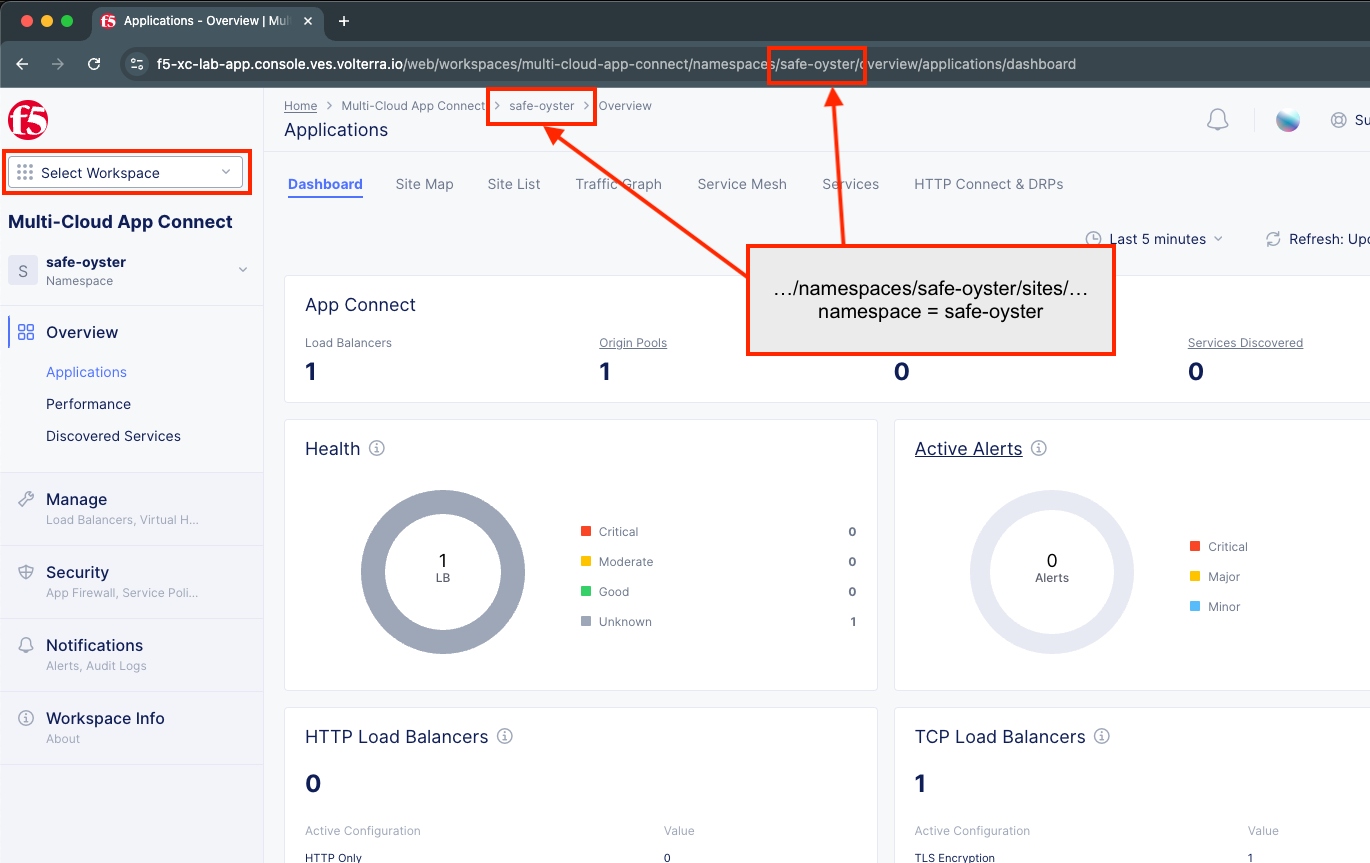 Applications - Overview | Mul
f5-xc-lab-app.console.ves.volterra.io/web/workspaces/multi-cloud-app-connect/namespaces/safe-oyster/overview/applications/dashboard
f5
Home > Multi-Cloud App Connect > safe-oyster > Overview
Applications
Su
Select Workspace
Dashboard Site Map Site List Traffic Graph Service Mesh Services HTTP Connect & DRPs
Multi-Cloud App Connect
Last 5 minutes Refresh: Upd
S
safe-oyster
Namespace
…/namespaces/safe-oyster/sites/…
namespace = safe-oyster
Overview
Applications
Performance
Discovered Services
Manage
Load Balancers, Virtual H...
Security
App Firewall, Service Poli...
Notifications
Alerts, Audit Logs
Workspace Info
About
App Connect
Load Balancers
1
Origin Pools
1
0
Services Discovered
0
Health
1
LB
Critical 0
Moderate 0
Good 0
Unknown 1
Active Alerts
0
Alerts
Critical
Major
Minor
HTTP Load Balancers
0
Active Configuration Value
HTTP Only 0
TCP Load Balancers
1
Active Configuration Value
TLS Encryption 1